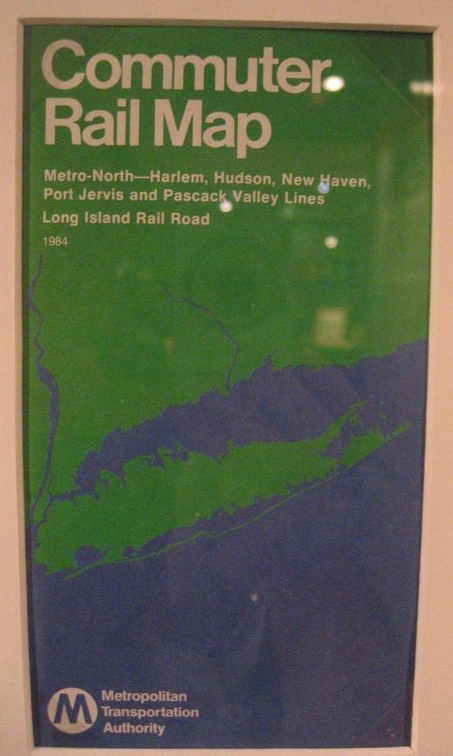 Commuter
Rail Map
Metro-North—Harlem, Hudson, New Haven,
Port Jervis and Pascack Valley Lines
Long Island Rail Road
1984
M
Metropolitan
Transportation
Authority